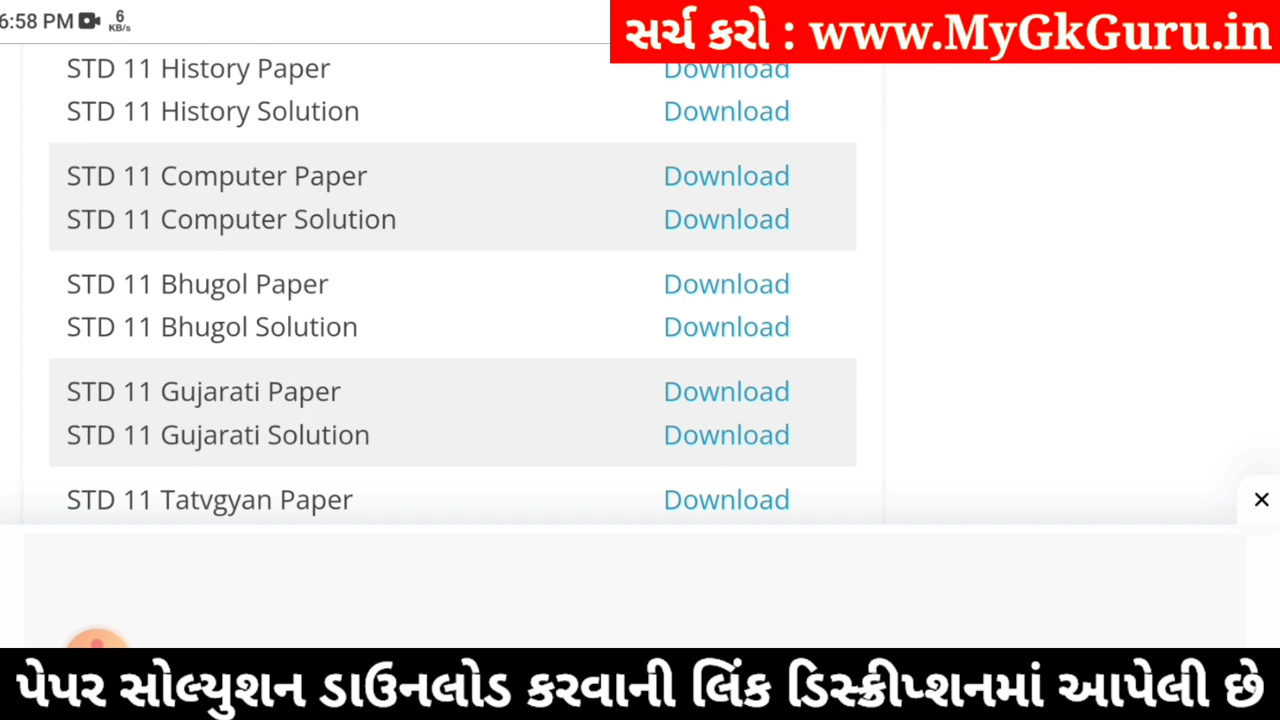 6:58 PM 6 KB/s
સર્ચ કરો : www.MyGkGuru.in
STD 11 History Paper Download
STD 11 History Solution Download
STD 11 Computer Paper Download
STD 11 Computer Solution Download
STD 11 Bhugol Paper Download
STD 11 Bhugol Solution Download
STD 11 Gujarati Paper Download
STD 11 Gujarati Solution Download
STD 11 Tatvgyan Paper Download
પેપર સોલ્યુશન ડાઉનલોડ કરવાની લિંક ડિસ્ક્રીપ્શનમાં આપેલી છે